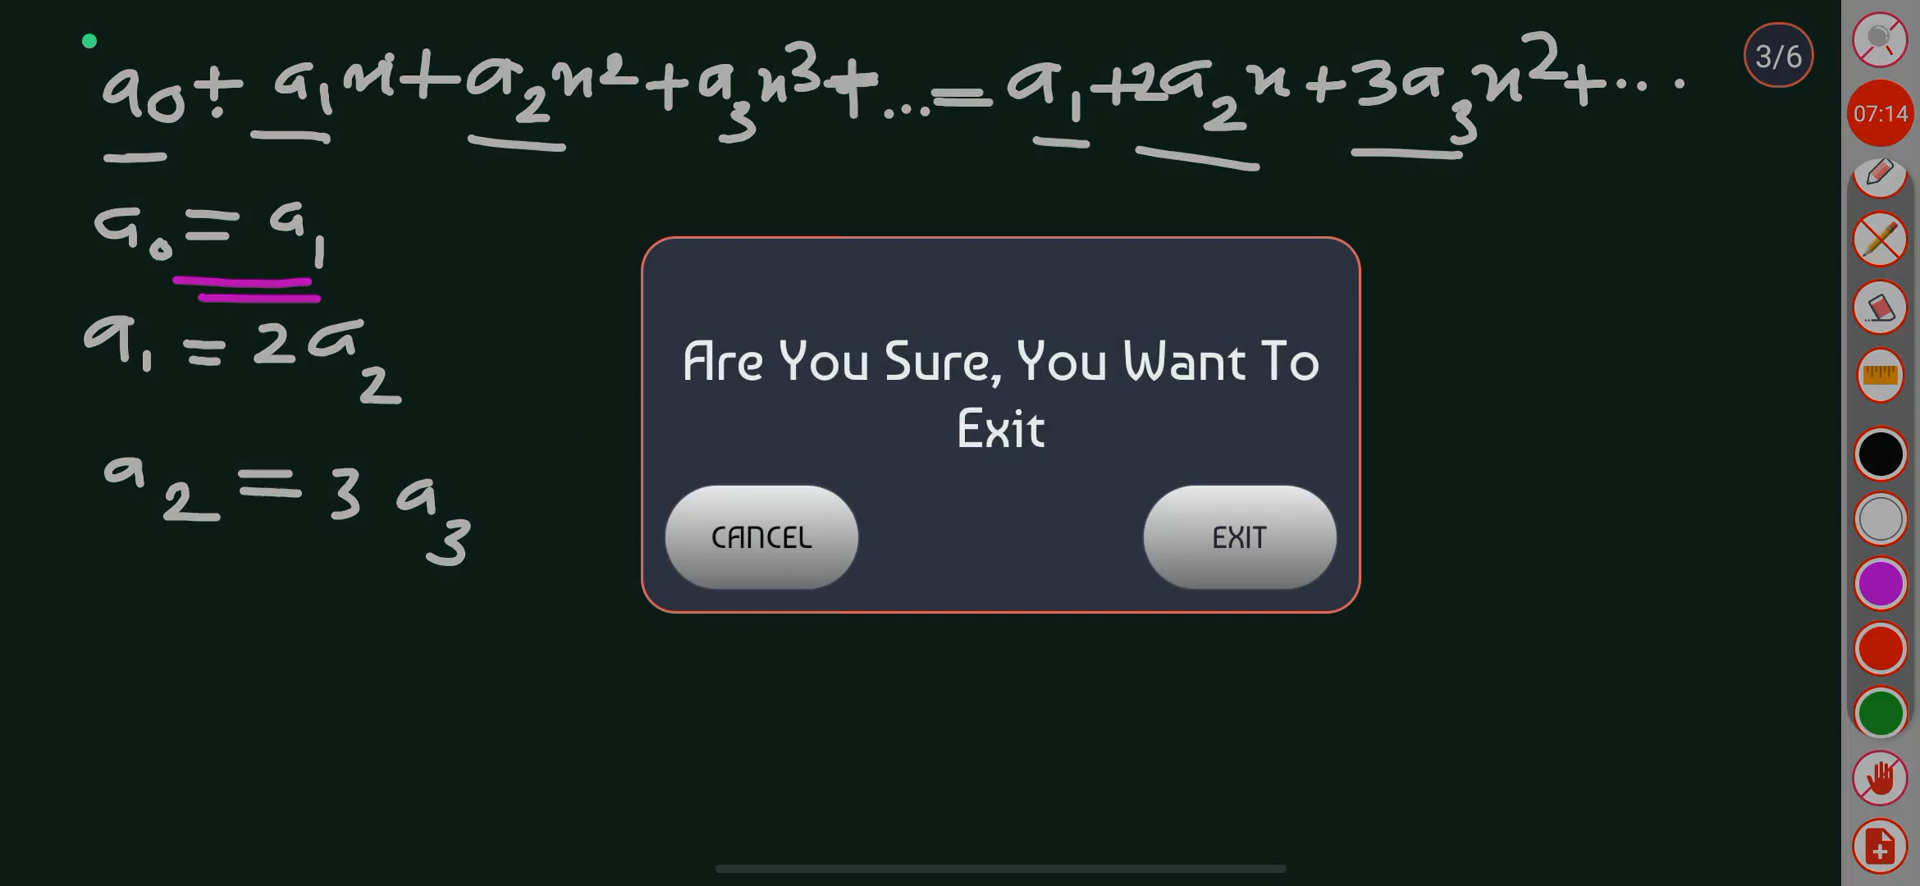 a₀ + a₁x + a₂x² + a₃x³ + ... = a₁ + 2a₂x + 3a₃x² + ...
3/6
07:14
a₀ = a₁
a₁ = 2a₂
a₂ = 3a₃
Are You Sure, You Want To
Exit
CANCEL
EXIT